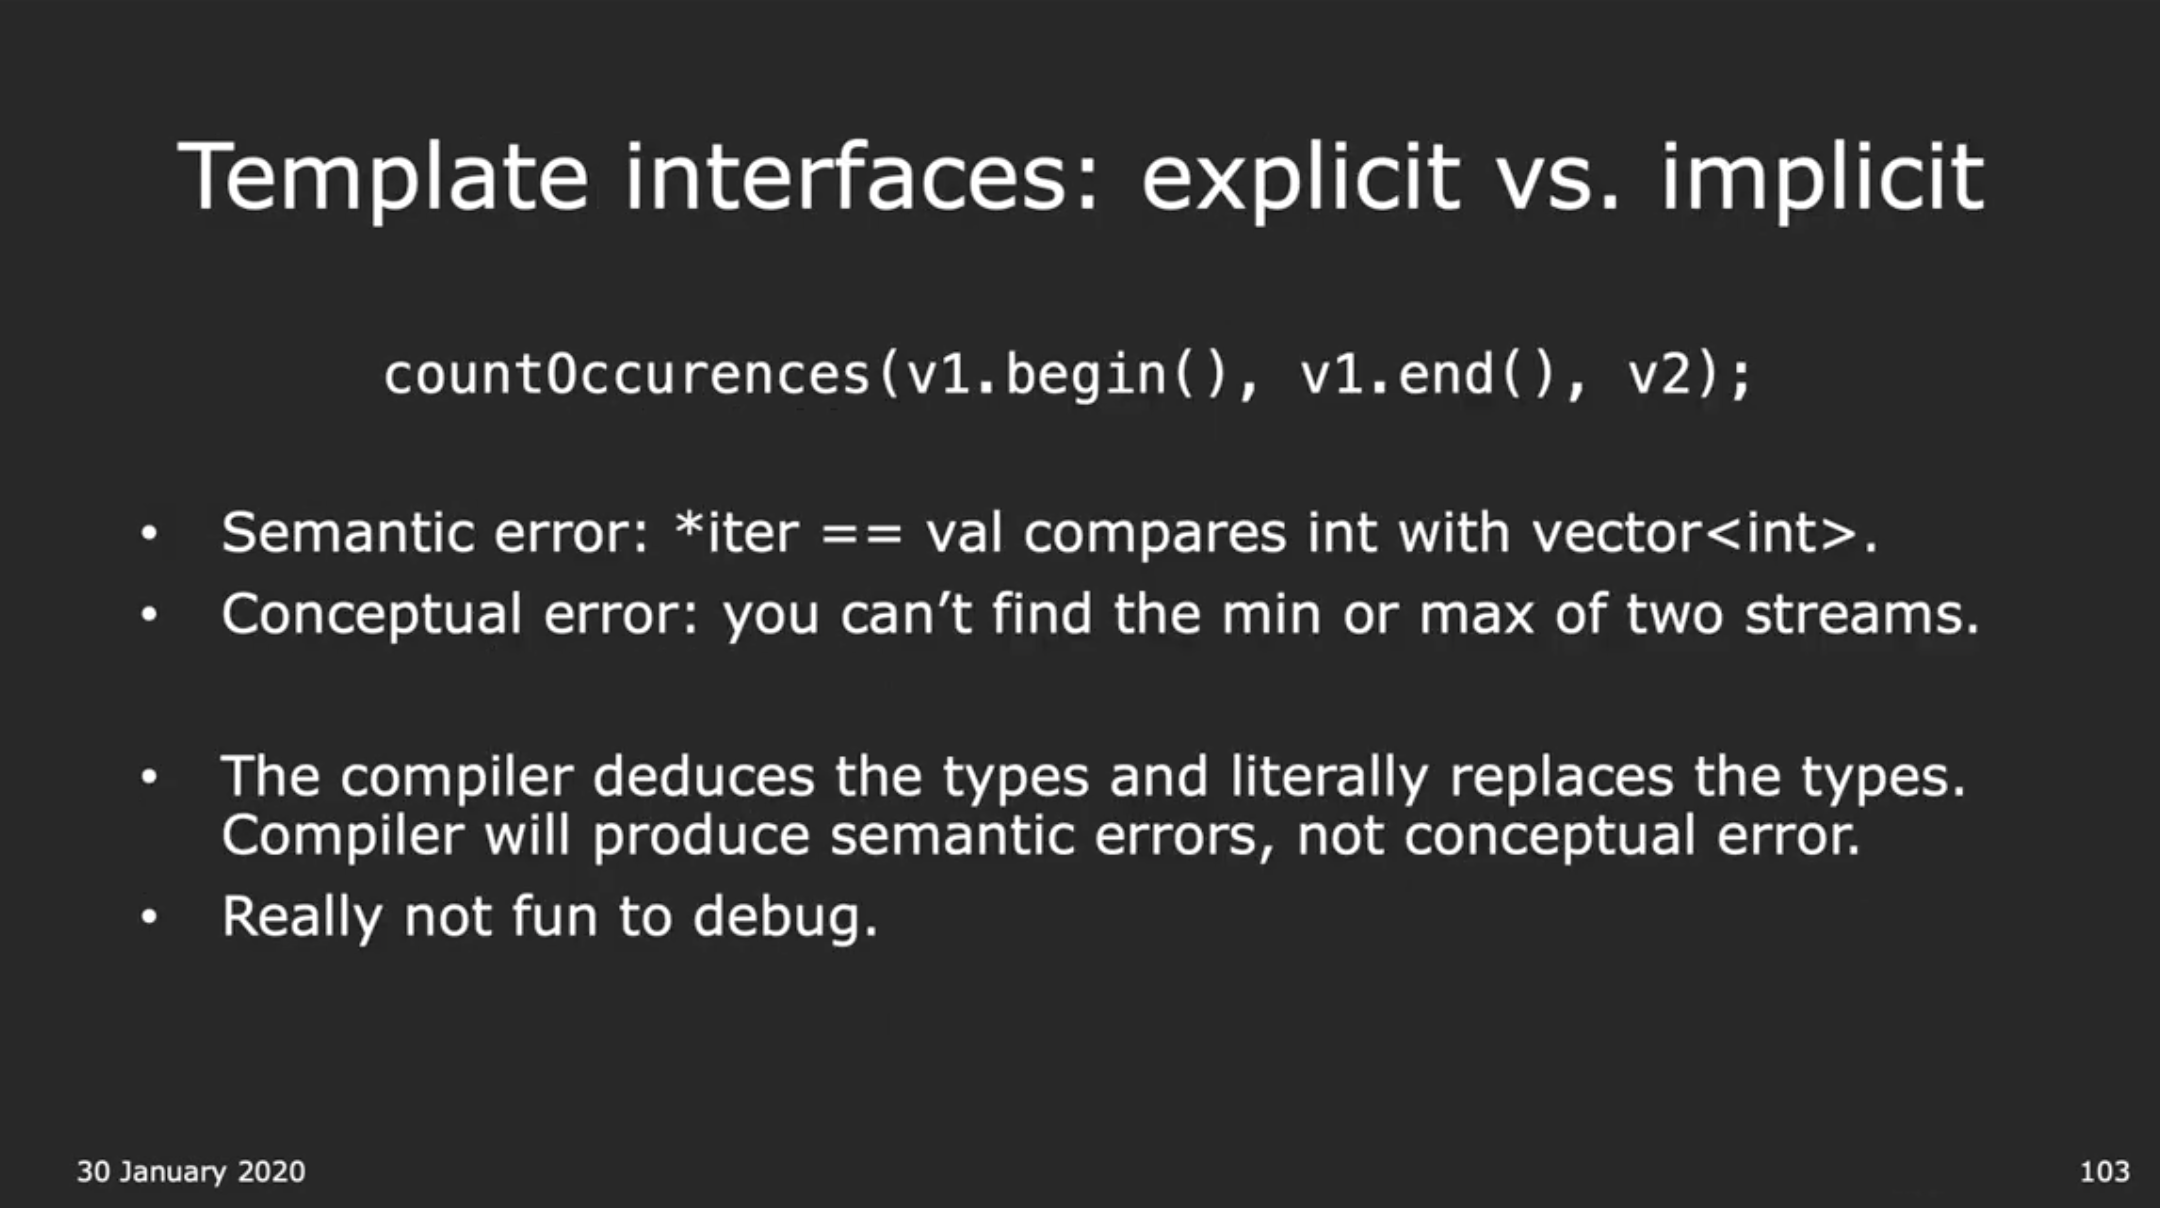 Template interfaces: explicit vs. implicit
countOccurences(v1.begin(), v1.end(), v2);
• Semantic error: *iter == val compares int with vector<int>.
• Conceptual error: you can’t find the min or max of two streams.
• The compiler deduces the types and literally replaces the types.
Compiler will produce semantic errors, not conceptual error.
• Really not fun to debug.
30 January 2020
103